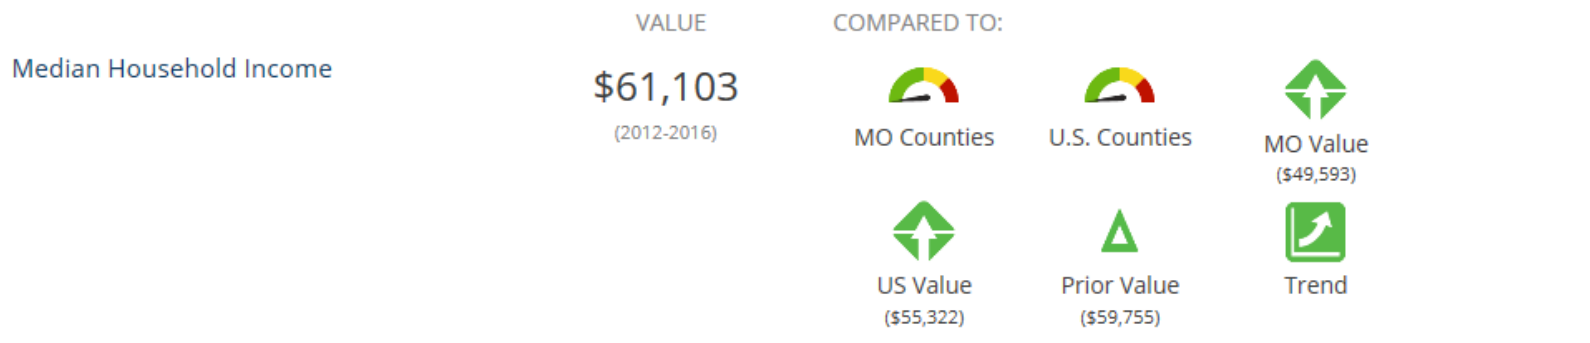 VALUE COMPARED TO:
Median Household Income
$61,103
(2012-2016)
MO Counties
U.S. Counties
MO Value
($49,593)
US Value
($55,322)
Prior Value
($59,755)
Trend